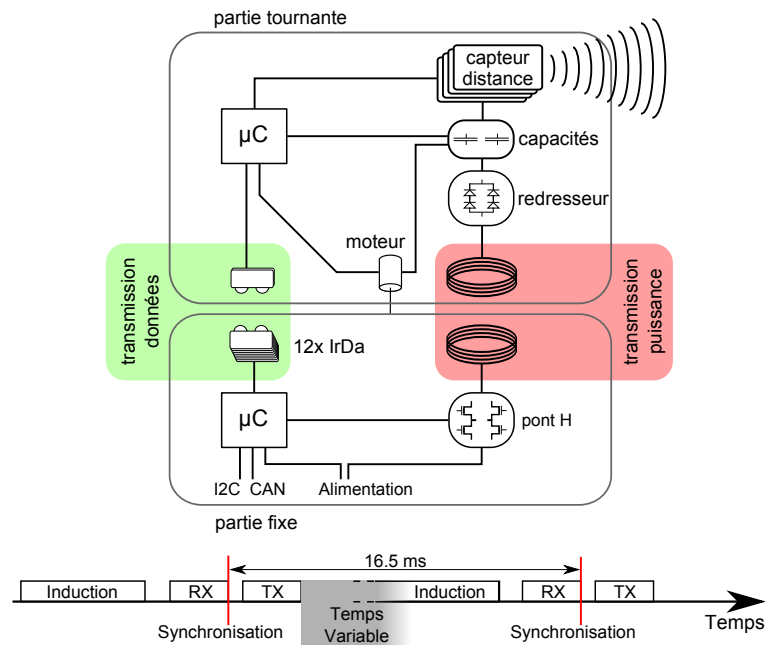 partie tournante
capteur
distance
µC
capacités
redresseur
moteur
transmission
données
transmission
puissance
12x IrDa
µC
pont H
I2C
CAN
Alimentation
partie fixe
16.5 ms
Induction
RX
TX
Induction
RX
TX
Temps
Variable
Temps
Synchronisation
Synchronisation